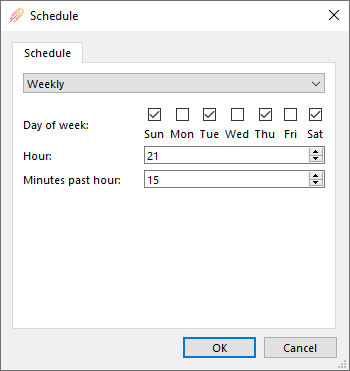 Schedule
Schedule
Weekly
Day of week:
Sun Mon Tue Wed Thu Fri Sat
Hour: 21
Minutes past hour: 15
OK Cancel